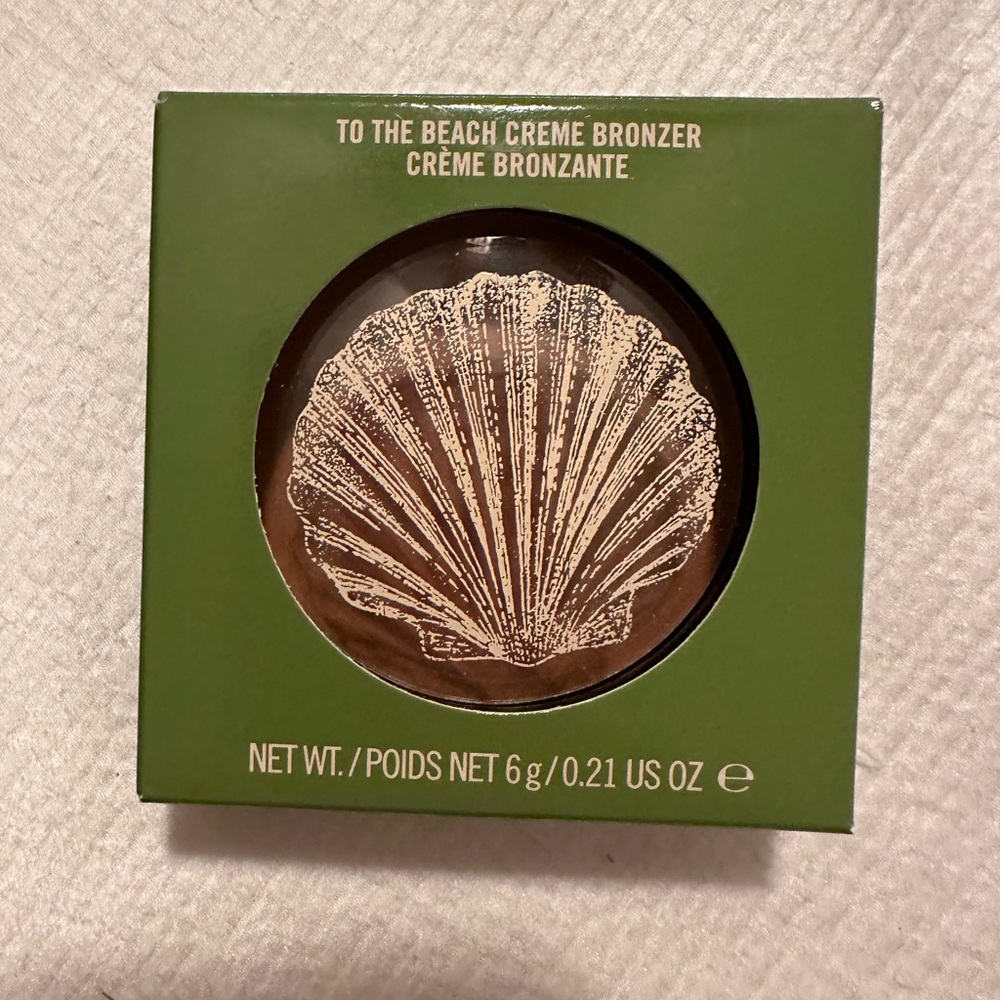 TO THE BEACH CREME BRONZER
CRÈME BRONZANTE
NET WT. / POIDS NET 6 g / 0.21 US OZ ℮